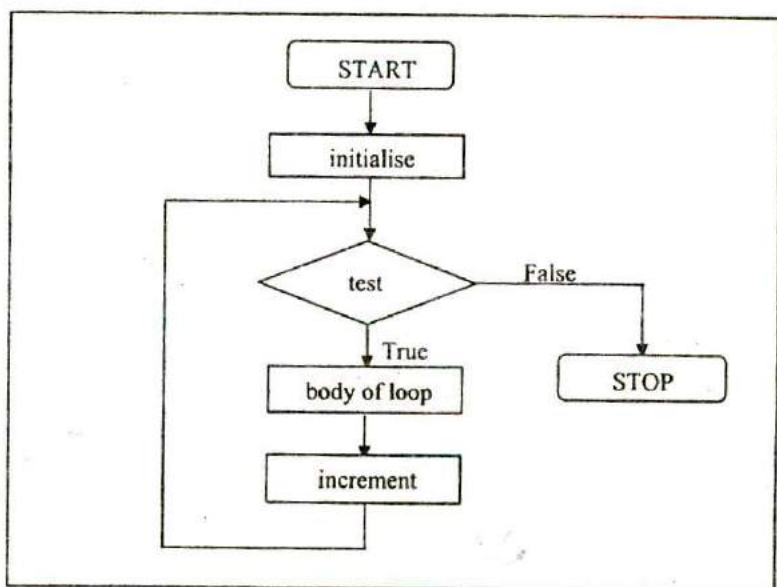 START
initialise
test
False
True
body of loop
STOP
increment